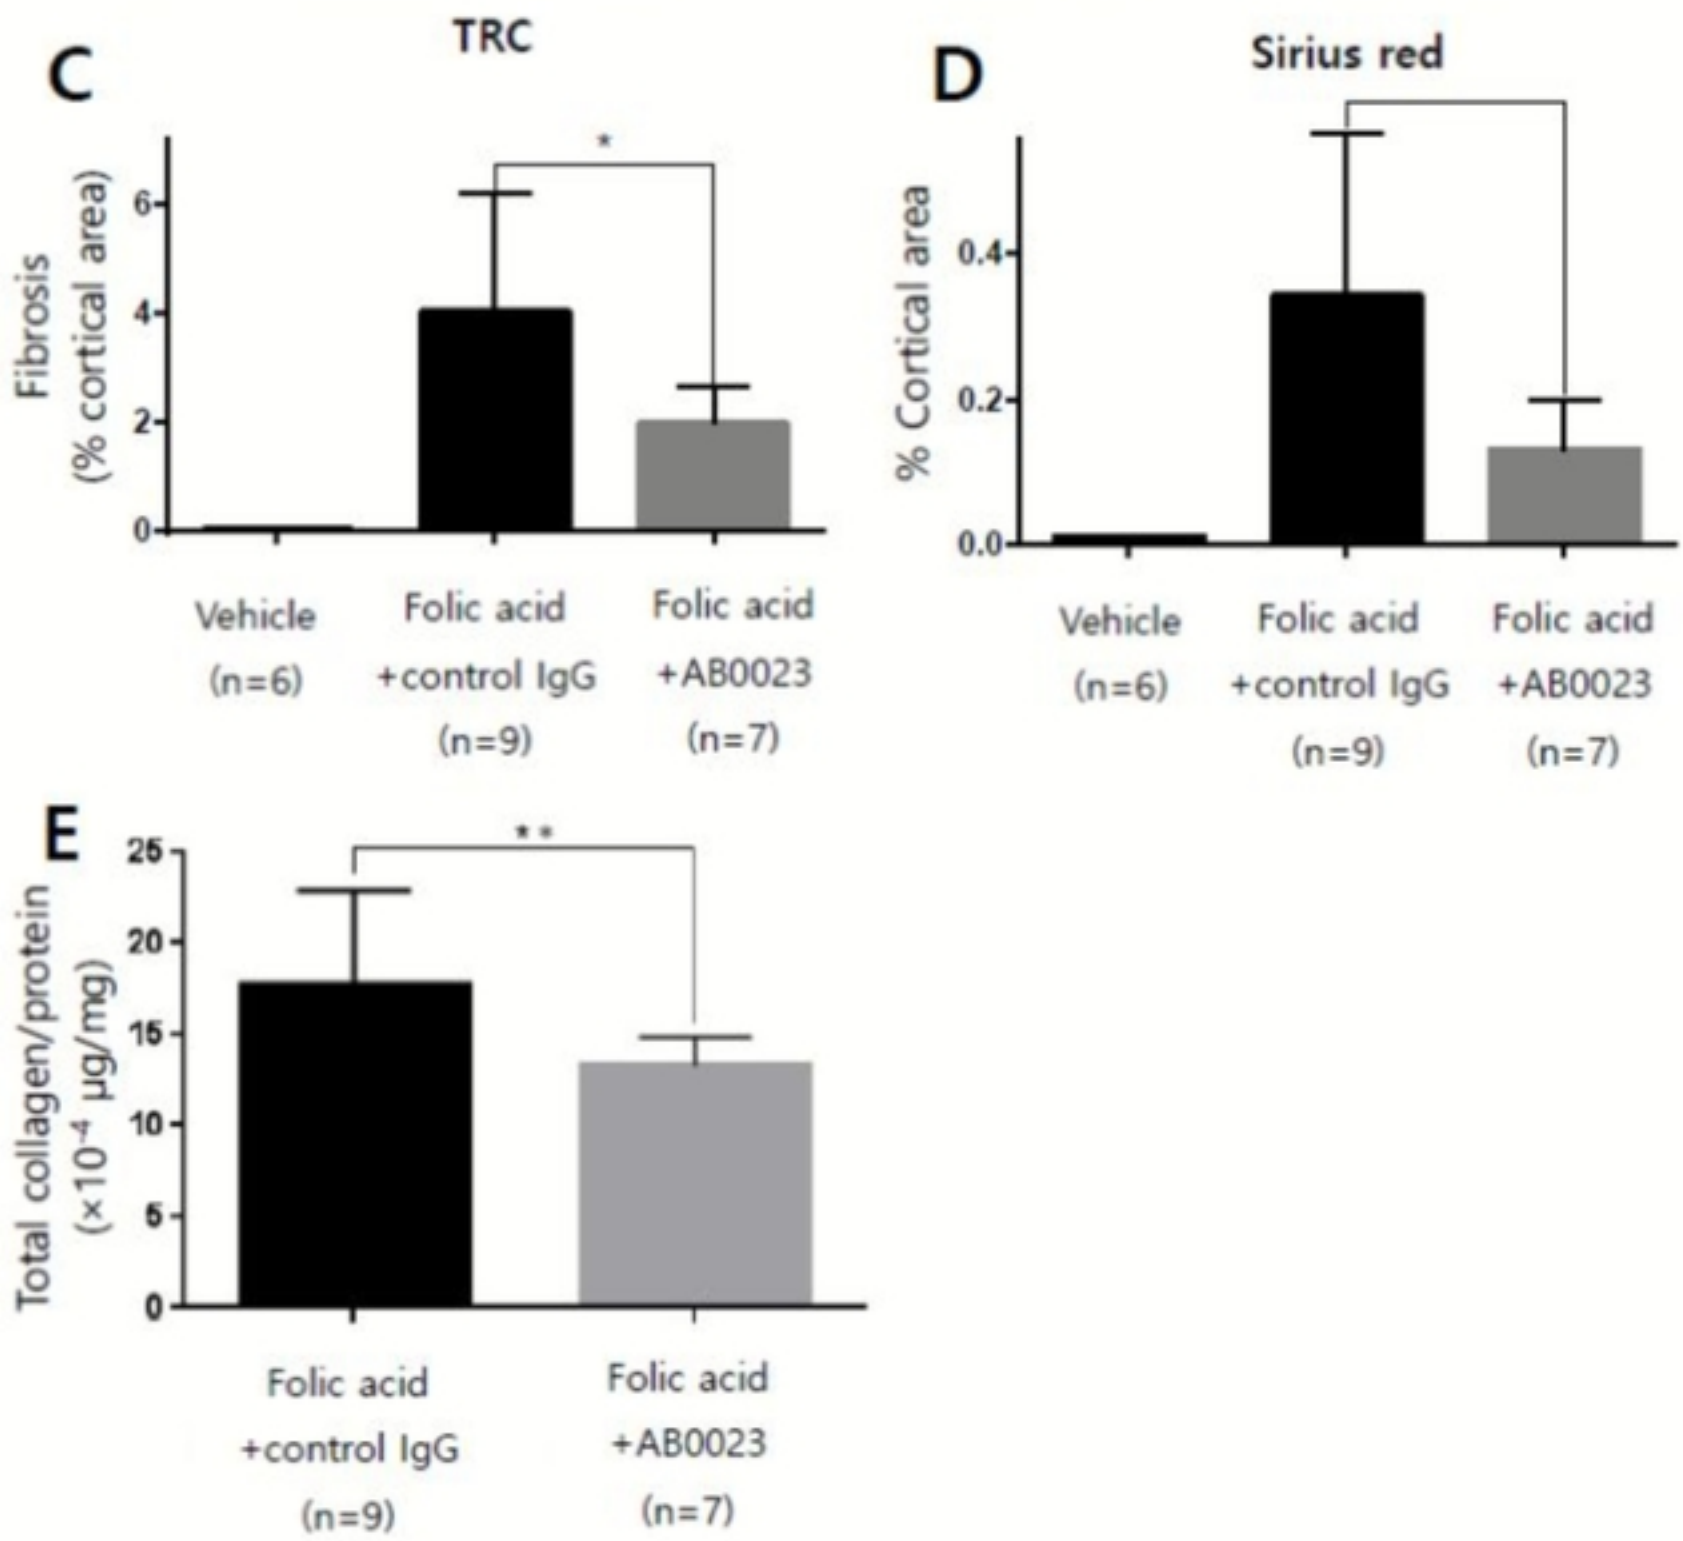 C
TRC
Fibrosis
(% cortical area)
6
4
2
0
*
Vehicle
(n=6)
Folic acid
+control IgG
(n=9)
Folic acid
+AB0023
(n=7)
D
Sirius red
% Cortical area
0.4
0.2
0.0
Vehicle
(n=6)
Folic acid
+control IgG
(n=9)
Folic acid
+AB0023
(n=7)
E
Total collagen/protein
(×10⁻⁴ μg/mg)
25
20
15
10
5
0
**
Folic acid
+control IgG
(n=9)
Folic acid
+AB0023
(n=7)